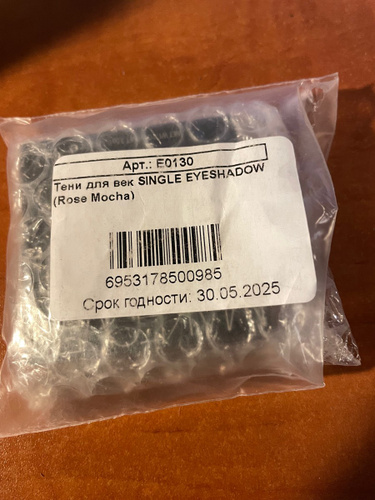 Арт.: E0130
Тени для век SINGLE EYESHADOW
(Rose Mocha)
6953178500985
Срок годности: 30.05.2025